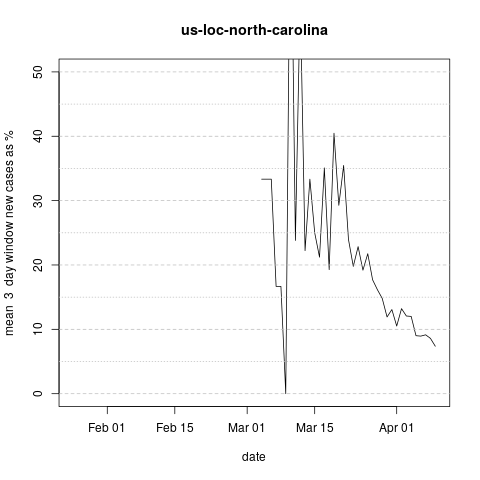 us-loc-north-carolina
mean 3 day window new cases as %
50
40
30
20
10
0
Feb 01 Feb 15 Mar 01 Mar 15 Apr 01
date